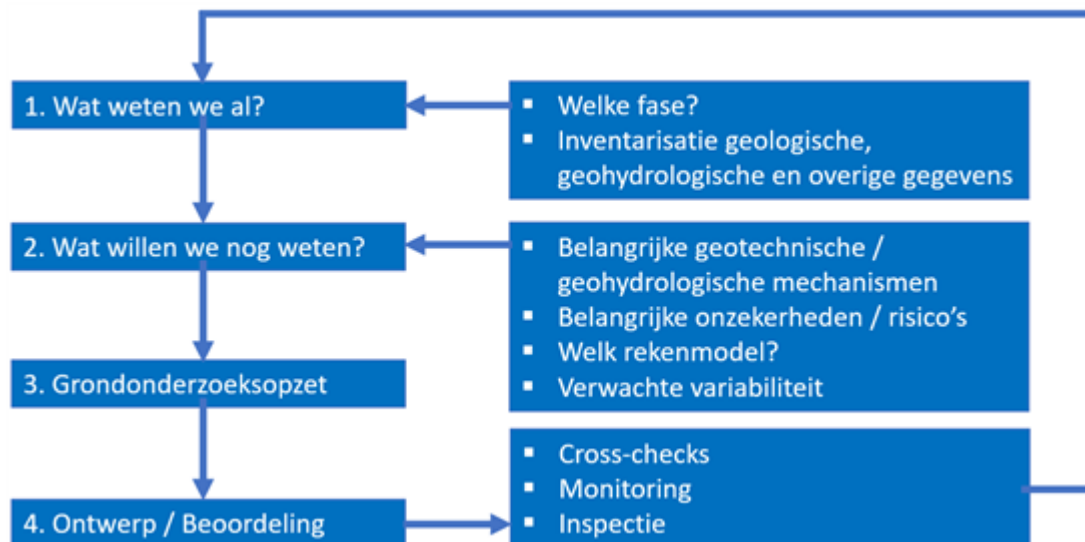 1. Wat weten we al?
▪ Welke fase?
▪ Inventarisatie geologische,
geohydrologische en overige gegevens
2. Wat willen we nog weten?
▪ Belangrijke geotechnische /
geohydrologische mechanismen
▪ Belangrijke onzekerheden / risico's
▪ Welk rekenmodel?
▪ Verwachte variabiliteit
3. Grondonderzoeksopzet
4. Ontwerp / Beoordeling
▪ Cross-checks
▪ Monitoring
▪ Inspectie